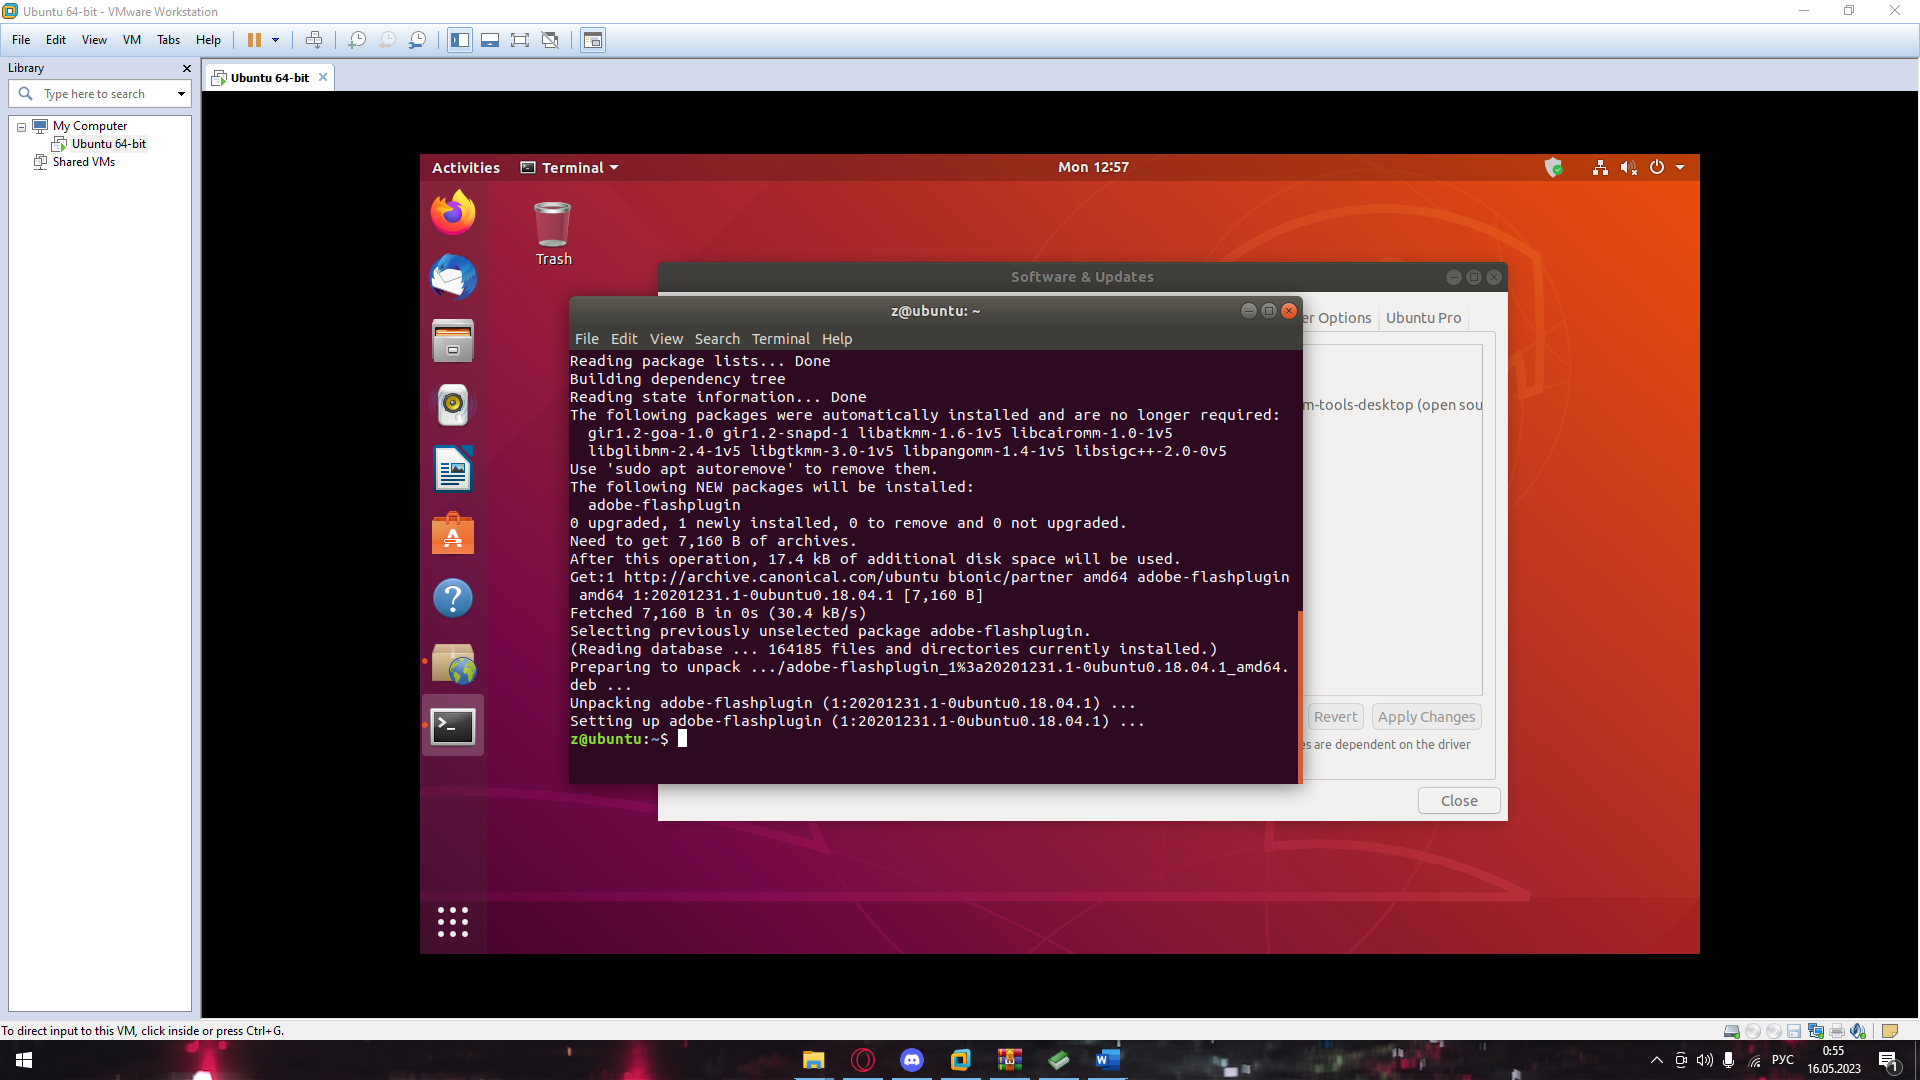 Ubuntu 64-bit - VMware Workstation
File Edit View VM Tabs Help
Library
Ubuntu 64-bit
Type here to search
My Computer
Ubuntu 64-bit
Shared VMs
Activities Terminal Mon 12:57
Trash
Software & Updates
z@ubuntu: ~
er Options Ubuntu Pro
File Edit View Search Terminal Help
Reading package lists... Done
Building dependency tree
Reading state information... Done
m-tools-desktop (open sou
The following packages were automatically installed and are no longer required:
gir1.2-goa-1.0 gir1.2-snapd-1 libatkmm-1.6-1v5 libcairomm-1.0-1v5
libglibmm-2.4-1v5 libgtkmm-3.0-1v5 libpangomm-1.4-1v5 libsigc++-2.0-0v5
Use 'sudo apt autoremove' to remove them.
The following NEW packages will be installed:
adobe-flashplugin
0 upgraded, 1 newly installed, 0 to remove and 0 not upgraded.
Need to get 7,160 B of archives.
After this operation, 17.4 kB of additional disk space will be used.
Get:1 http://archive.canonical.com/ubuntu bionic/partner amd64 adobe-flashplugin
amd64 1:20201231.1-0ubuntu0.18.04.1 [7,160 B]
Fetched 7,160 B in 0s (30.4 kB/s)
Selecting previously unselected package adobe-flashplugin.
(Reading database ... 164185 files and directories currently installed.)
Preparing to unpack .../adobe-flashplugin_1%3a20201231.1-0ubuntu0.18.04.1_amd64.
deb ...
Unpacking adobe-flashplugin (1:20201231.1-0ubuntu0.18.04.1) ...
Setting up adobe-flashplugin (1:20201231.1-0ubuntu0.18.04.1) ...
z@ubuntu:~$
Revert Apply Changes
es are dependent on the driver
Close
To direct input to this VM, click inside or press Ctrl+G.
РУС
0:55
16.05.2023
1